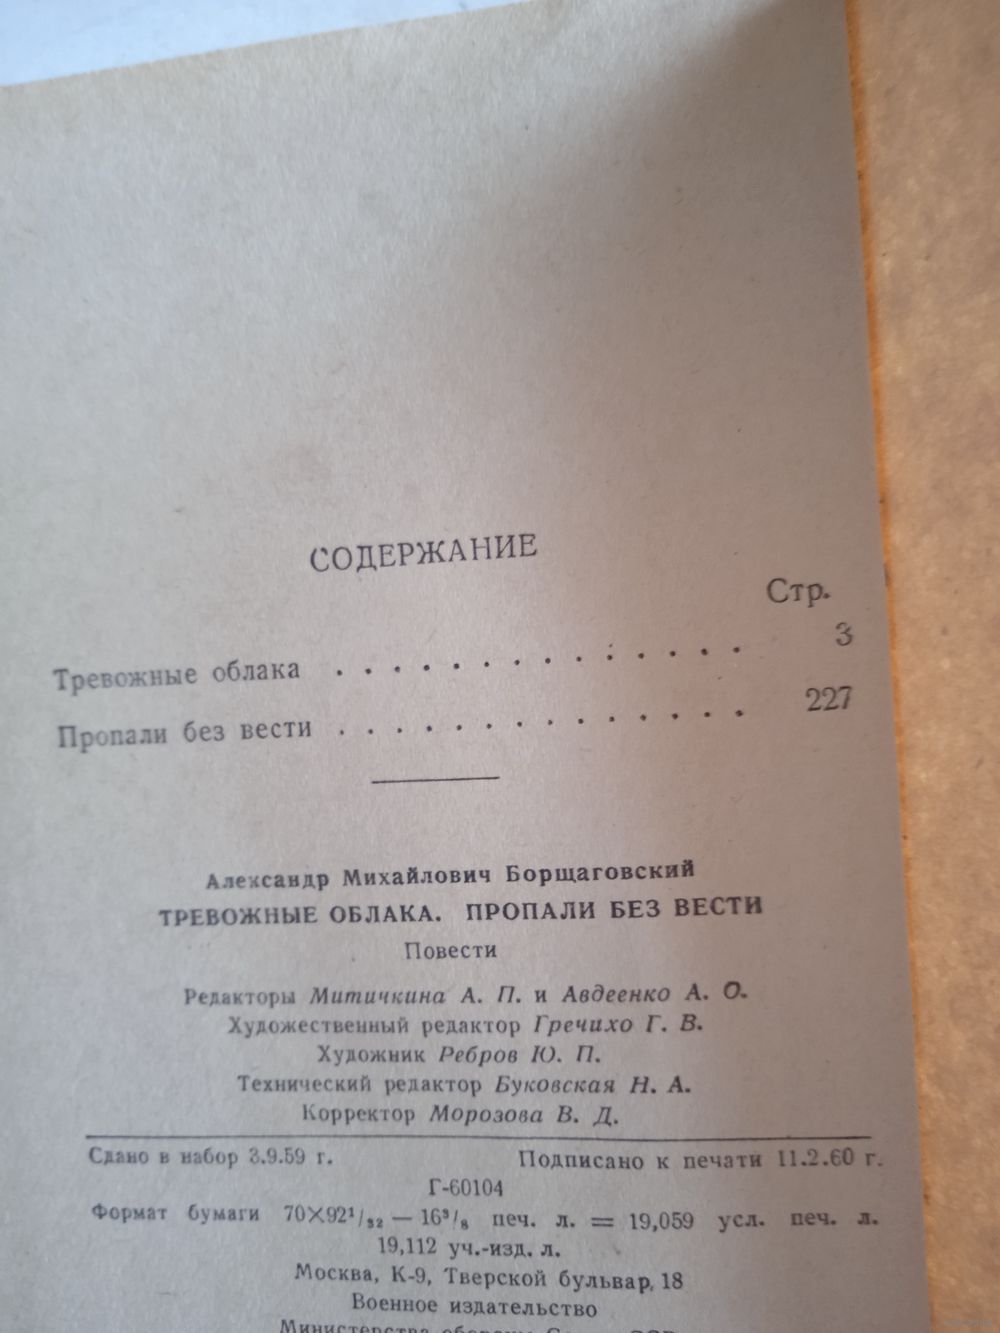 СОДЕРЖАНИЕ
Стр.
Тревожные облака . . . . . . . . . . . . . . 3
Пропали без вести . . . . . . . . . . . . . . 227
Александр Михайлович Борщаговский
ТРЕВОЖНЫЕ ОБЛАКА. ПРОПАЛИ БЕЗ ВЕСТИ
Повести
Редакторы Митичкина А. П. и Авдеенко А. О.
Художественный редактор Гречихо Г. В.
Художник Ребров Ю. П.
Технический редактор Буковская Н. А.
Корректор Морозова В. Д.
Сдано в набор 3.9.59 г. Подписано к печати 11.2.60 г.
Г-60104
Формат бумаги 70×92¹/₃₂ — 16³/₈ печ. л. = 19,059 усл. печ. л.
19,112 уч.-изд. л.
Москва, К-9, Тверской бульвар, 18
Военное издательство